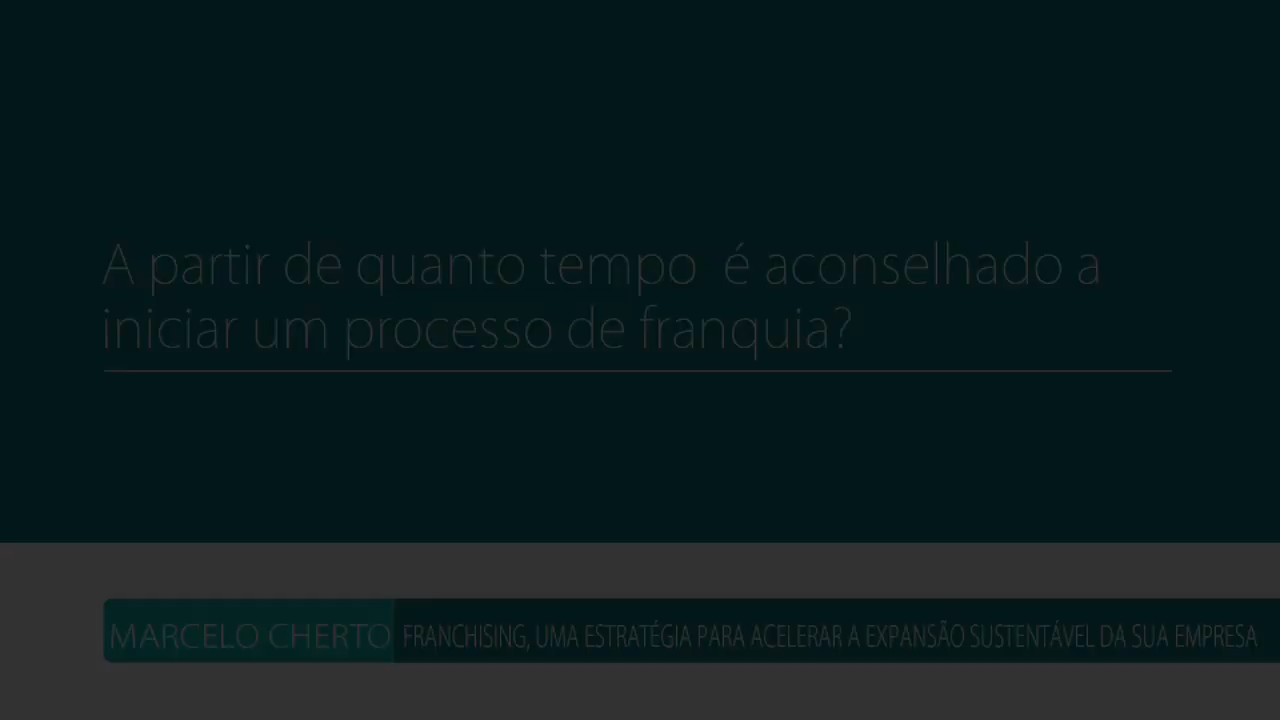 A partir de quanto tempo é aconselhado a
iniciar um processo de franquia?
MARCELO CHERTO FRANCHISING, UMA ESTRATÉGIA PARA ACELERAR A EXPANSÃO SUSTENTÁVEL DA SUA EMPRESA